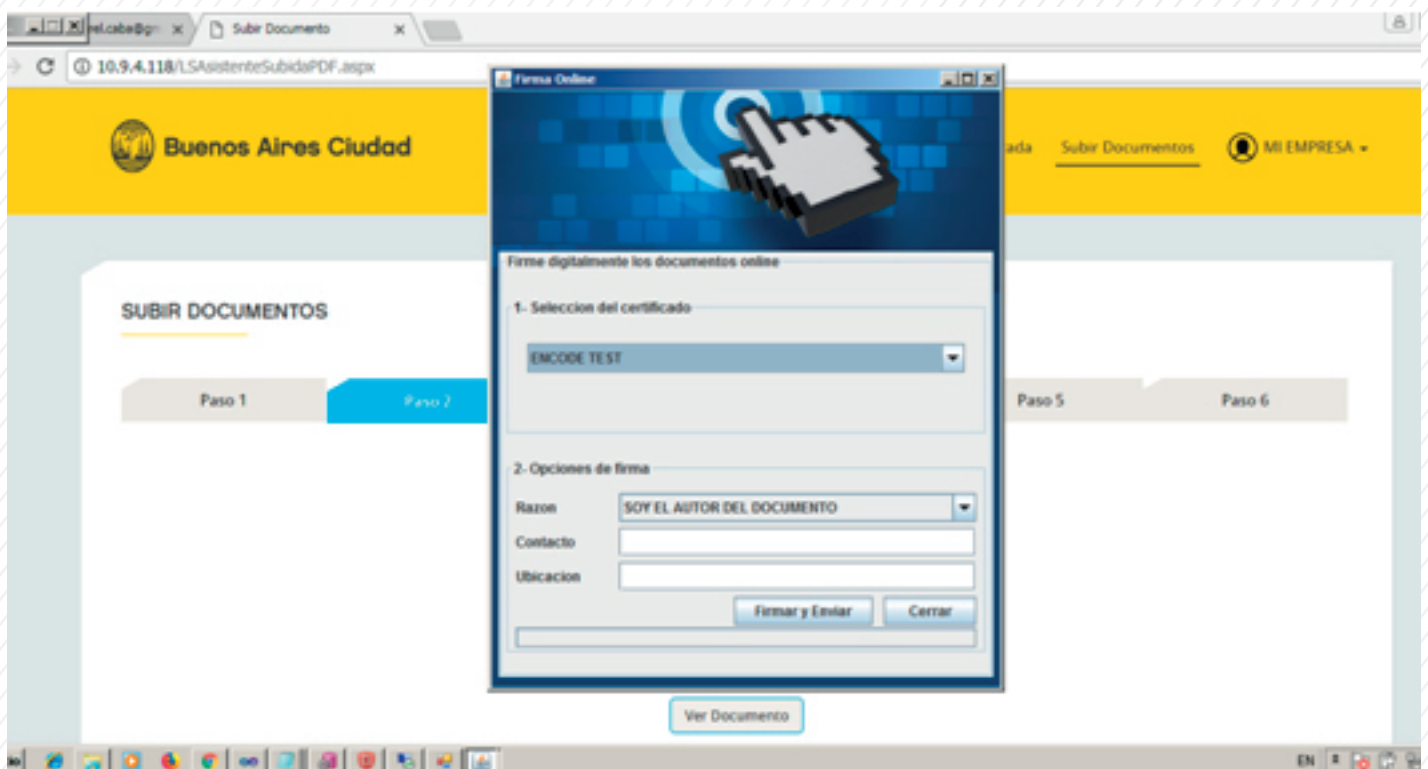 Subir Documento
10.9.4.118/LSAsistenteSubidaPDF.aspx
Firma Online
Buenos Aires Ciudad
Subir Documentos
MI EMPRESA
Firme digitalmente los documentos online
SUBIR DOCUMENTOS
1- Seleccion del certificado
ENCODE TEST
Paso 1
Paso 2
Paso 5
Paso 6
2- Opciones de firma
Razon
SOY EL AUTOR DEL DOCUMENTO
Contacto
Ubicacion
Firmar y Enviar
Cerrar
Ver Documento
EN